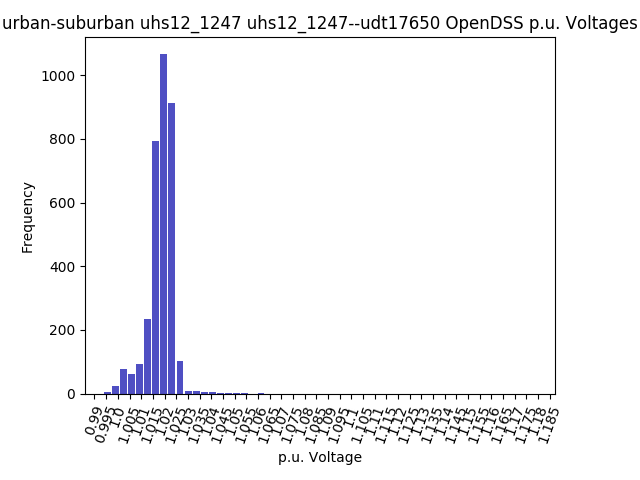 urban-suburban uhs12_1247 uhs12_1247--udt17650 OpenDSS p.u. Voltages
1000
800
600
400
200
0
Frequency
0.99 0.995 1.0 1.005 1.01 1.015 1.02 1.025 1.03 1.035 1.04 1.045 1.05 1.055 1.06 1.065 1.07 1.075 1.08 1.085 1.09 1.095 1.1 1.105 1.11 1.115 1.12 1.125 1.13 1.135 1.14 1.145 1.15 1.155 1.16 1.165 1.17 1.175 1.18 1.185
p.u. Voltage